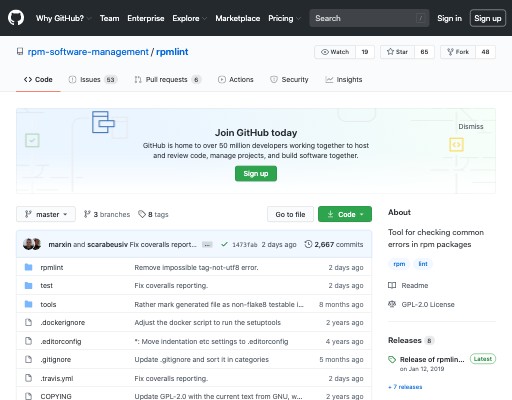 Why GitHub? Team Enterprise Explore Marketplace Pricing Search / Sign in Sign up
rpm-software-management / rpmlint Watch 19 Star 65 Fork 48
Code Issues 53 Pull requests 6 Actions Security Insights
Dismiss
Join GitHub today
GitHub is home to over 50 million developers working together to host
and review code, manage projects, and build software together.
Sign up
master 3 branches 8 tags Go to file Code
marxin and scarabeusiv Fix coveralls report... ... 1473fab 2 days ago 2,667 commits
rpmlint Remove impossible tag-not-utf8 error. 2 days ago
test Fix coveralls reporting. 2 days ago
tools Rather mark generated file as non-flake8 testable i... 8 months ago
.dockerignore Adjust the docker script to run the setuptools 2 years ago
.editorconfig *: Move indentation etc settings to .editorconfig 4 years ago
.gitignore Update .gitignore and sort it in categories 5 months ago
.travis.yml Fix coveralls reporting. 2 days ago
COPYING Update GPL-2.0 with the current text from GNU, w... 2 years ago
About
Tool for checking common
errors in rpm packages
rpm lint
Readme
GPL-2.0 License
Releases 8
Release of rpmlin... Latest
on Jan 12, 2019
+ 7 releases